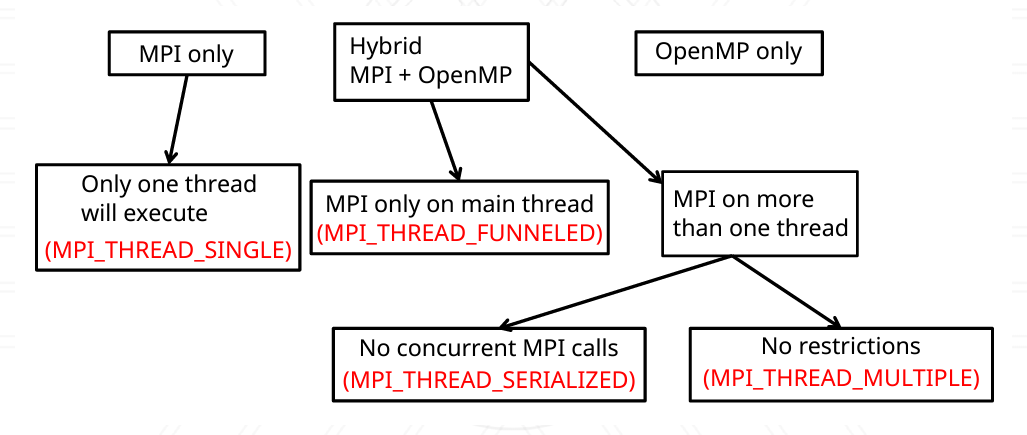 MPI only
Hybrid
MPI + OpenMP
OpenMP only
Only one thread
will execute
(MPI_THREAD_SINGLE)
MPI only on main thread
(MPI_THREAD_FUNNELED)
MPI on more
than one thread
No concurrent MPI calls
(MPI_THREAD_SERIALIZED)
No restrictions
(MPI_THREAD_MULTIPLE)